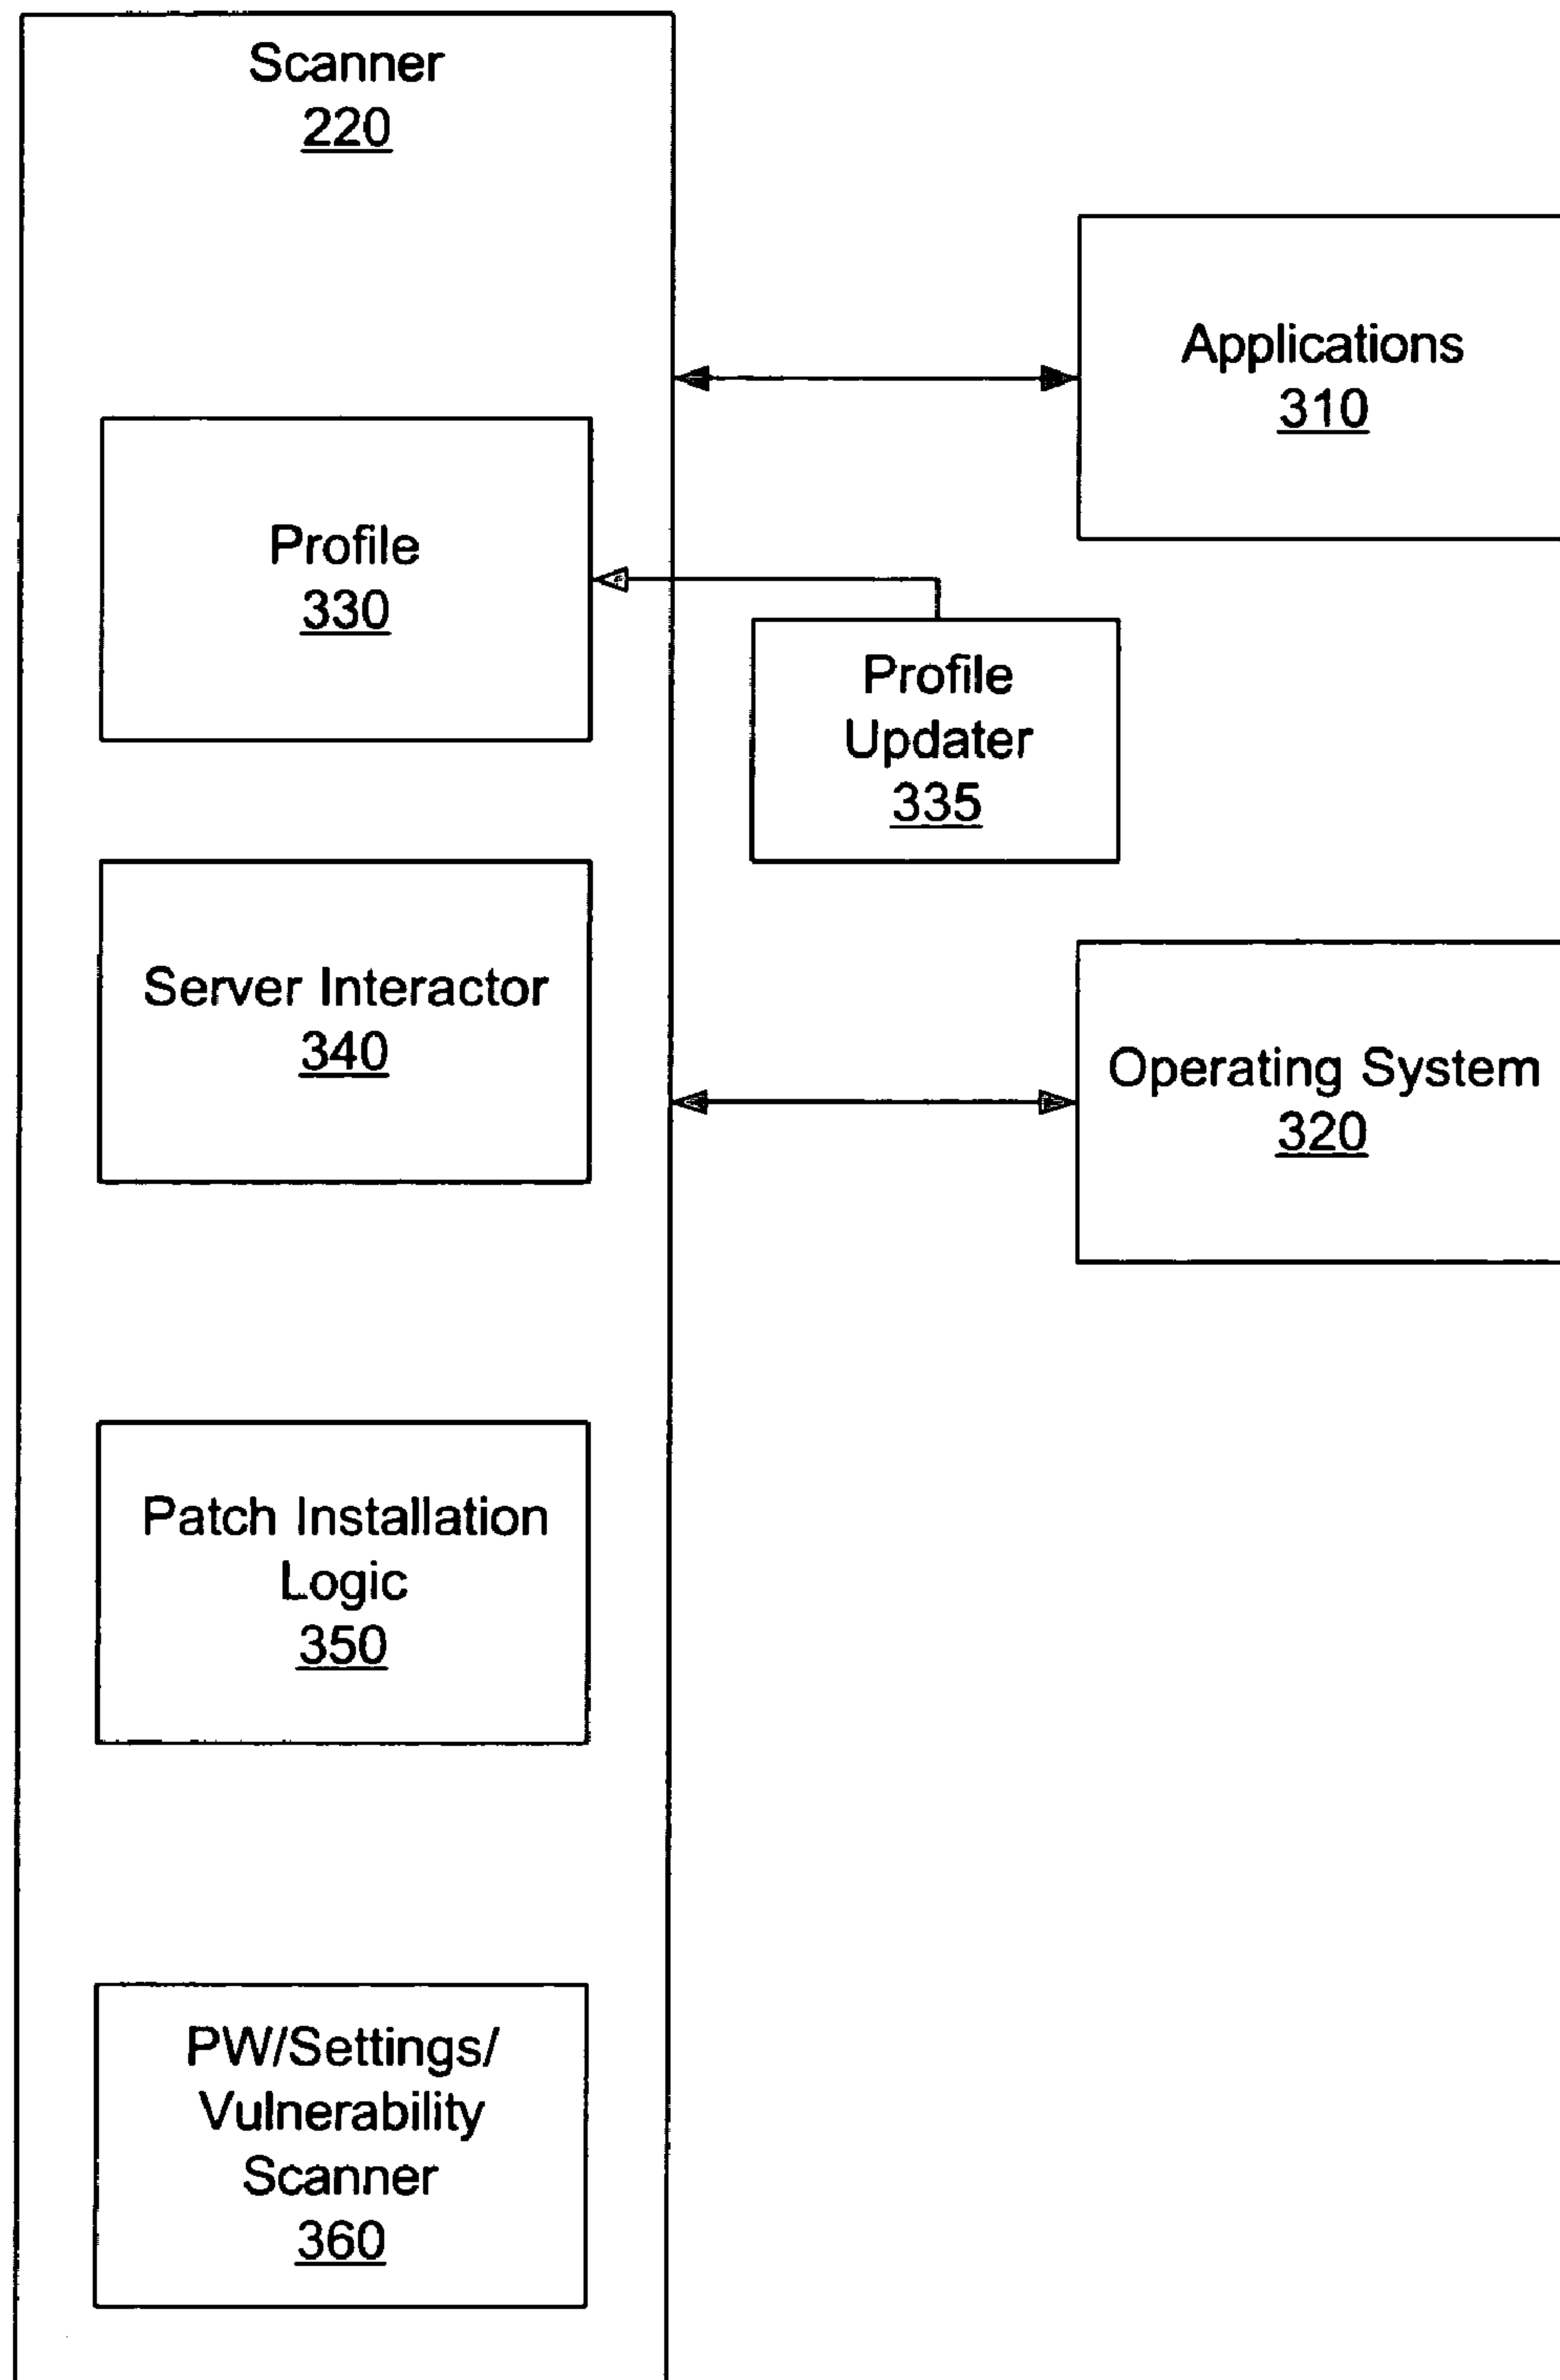 Scanner
220
Applications
310
Profile
330
Profile
Updater
335
Server Interactor
340
Operating System
320
Patch Installation
Logic
350
PW/Settings/
Vulnerability
Scanner
360